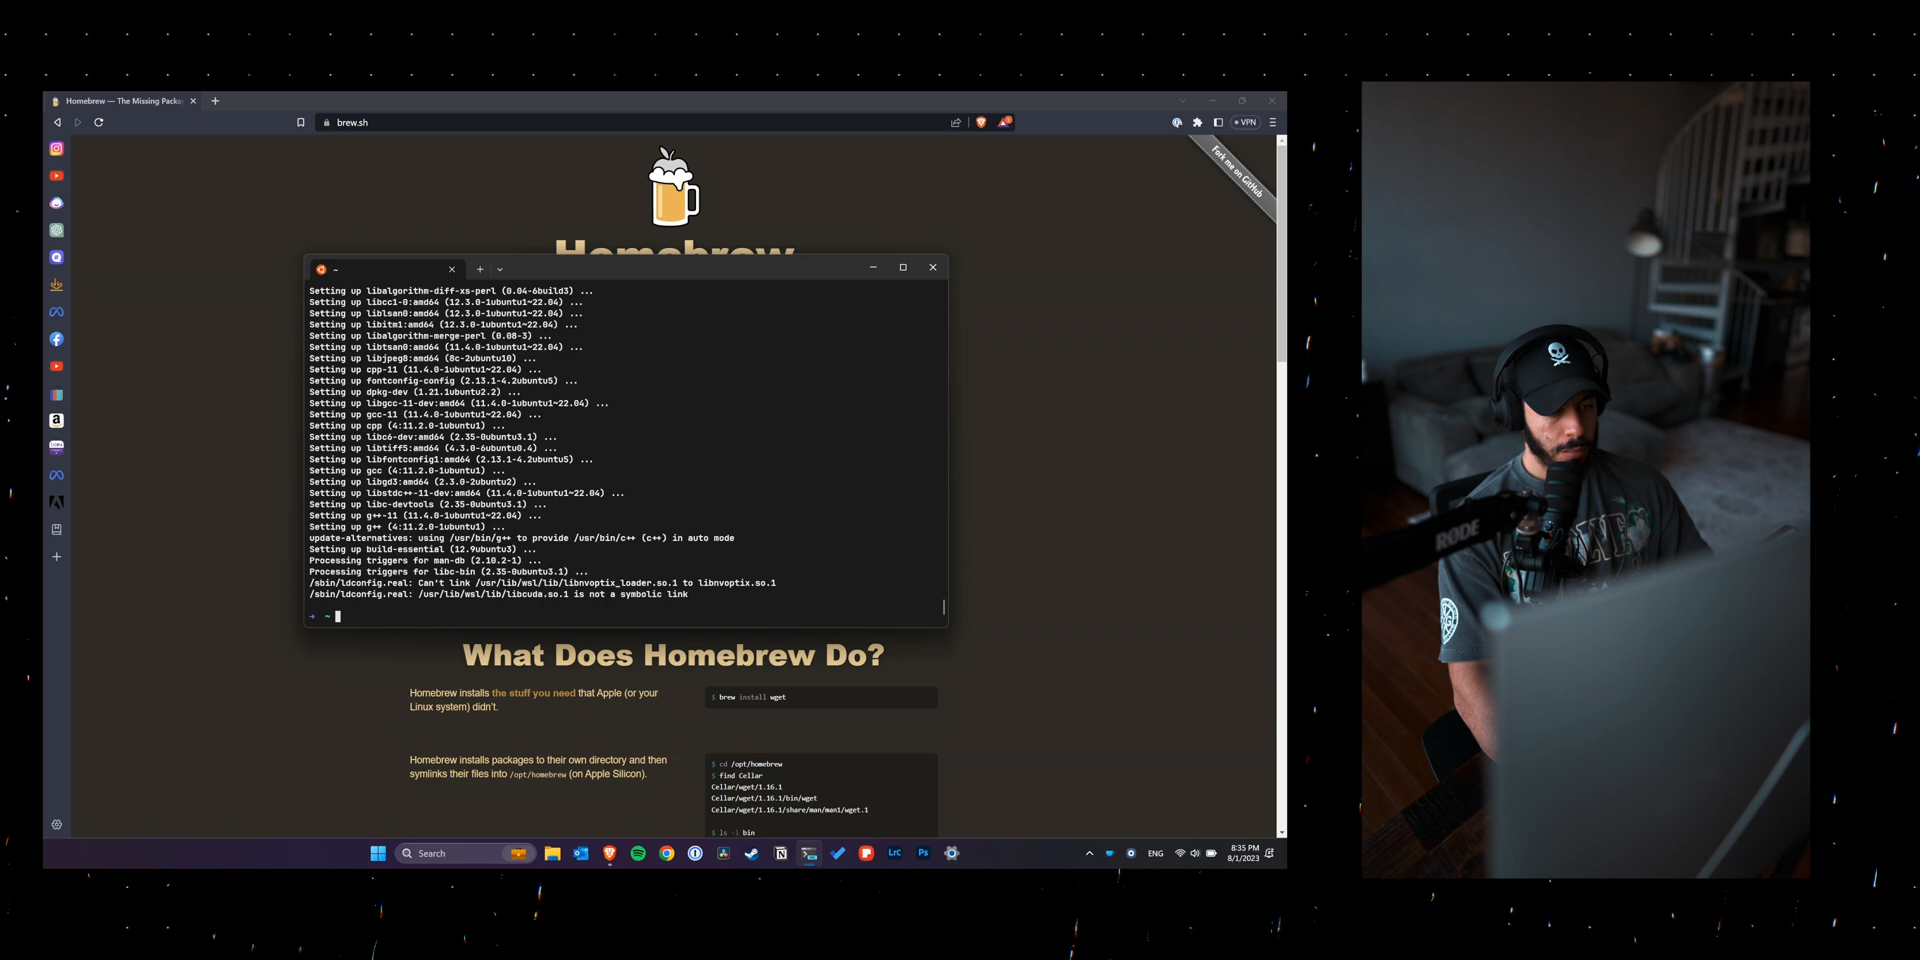 Homebrew — The Missing Packa
brew.sh
VPN
Fork me on GitHub
Homebrew
~
Setting up libalgorithm-diff-xs-perl (0.04-6build3) ...
Setting up libcc1-0:amd64 (12.3.0-1ubuntu1~22.04) ...
Setting up liblsan0:amd64 (12.3.0-1ubuntu1~22.04) ...
Setting up libitm1:amd64 (12.3.0-1ubuntu1~22.04) ...
Setting up libalgorithm-merge-perl (0.08-3) ...
Setting up libtsan0:amd64 (11.4.0-1ubuntu1~22.04) ...
Setting up libjpeg8:amd64 (8c-2ubuntu10) ...
Setting up cpp-11 (11.4.0-1ubuntu1~22.04) ...
Setting up fontconfig-config (2.13.1-4.2ubuntu5) ...
Setting up dpkg-dev (1.21.1ubuntu2.2) ...
Setting up libgcc-11-dev:amd64 (11.4.0-1ubuntu1~22.04) ...
Setting up gcc-11 (11.4.0-1ubuntu1~22.04) ...
Setting up cpp (4:11.2.0-1ubuntu1) ...
Setting up libc6-dev:amd64 (2.35-0ubuntu3.1) ...
Setting up libtiff5:amd64 (4.3.0-6ubuntu0.4) ...
Setting up libfontconfig1:amd64 (2.13.1-4.2ubuntu5) ...
Setting up gcc (4:11.2.0-1ubuntu1) ...
Setting up libgd3:amd64 (2.3.0-2ubuntu2) ...
Setting up libstdc++-11-dev:amd64 (11.4.0-1ubuntu1~22.04) ...
Setting up libc-devtools (2.35-0ubuntu3.1) ...
Setting up g++-11 (11.4.0-1ubuntu1~22.04) ...
Setting up g++ (4:11.2.0-1ubuntu1) ...
update-alternatives: using /usr/bin/g++ to provide /usr/bin/c++ (c++) in auto mode
Setting up build-essential (12.9ubuntu3) ...
Processing triggers for man-db (2.10.2-1) ...
Processing triggers for libc-bin (2.35-0ubuntu3.1) ...
/sbin/ldconfig.real: Can't link /usr/lib/wsl/lib/libnvoptix_loader.so.1 to libnvoptix.so.1
/sbin/ldconfig.real: /usr/lib/wsl/lib/libcuda.so.1 is not a symbolic link
→ ~
What Does Homebrew Do?
Homebrew installs the stuff you need that Apple (or your
Linux system) didn't.
$ brew install wget
Homebrew installs packages to their own directory and then
symlinks their files into /opt/homebrew (on Apple Silicon).
$ cd /opt/homebrew
$ find Cellar
Cellar/wget/1.16.1
Cellar/wget/1.16.1/bin/wget
Cellar/wget/1.16.1/share/man/man1/wget.1
$ ls -l bin
Search
LrC
Ps
ENG
8:35 PM
8/1/2023
RØDE